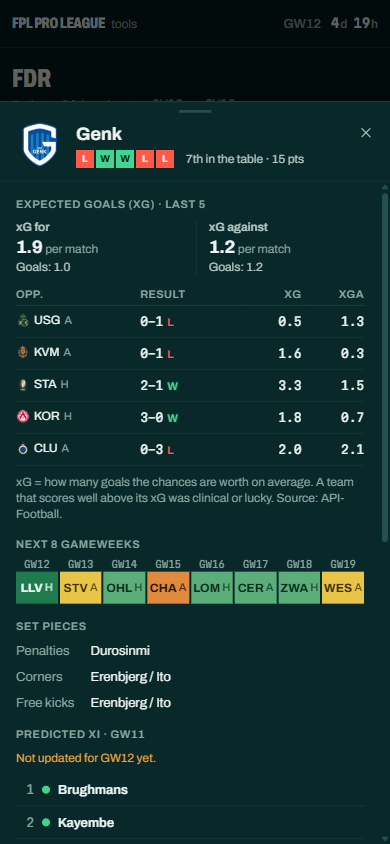 FPL PRO LEAGUE tools
GW12 4d 19h
FDR
Genk
L W W L L 7th in the table · 15 pts
EXPECTED GOALS (XG) · LAST 5
xG for
1.9 per match
Goals: 1.0
xG against
1.2 per match
Goals: 1.2
OPP. RESULT XG XGA
USG A 0–1 L 0.5 1.3
KVM A 0–1 L 1.6 0.3
STA H 2–1 W 3.3 1.5
KOR H 3–0 W 1.8 0.7
CLU A 0–3 L 2.0 2.1
xG = how many goals the chances are worth on average. A team
that scores well above its xG was clinical or lucky. Source: API-
Football.
NEXT 8 GAMEWEEKS
GW12 GW13 GW14 GW15 GW16 GW17 GW18 GW19
LLV H STV A OHL H CHA A LOM H CER A ZWA H WES A
SET PIECES
Penalties Durosinmi
Corners Erenbjerg / Ito
Free kicks Erenbjerg / Ito
PREDICTED XI · GW11
Not updated for GW12 yet.
1 Brughmans
2 Kayembe